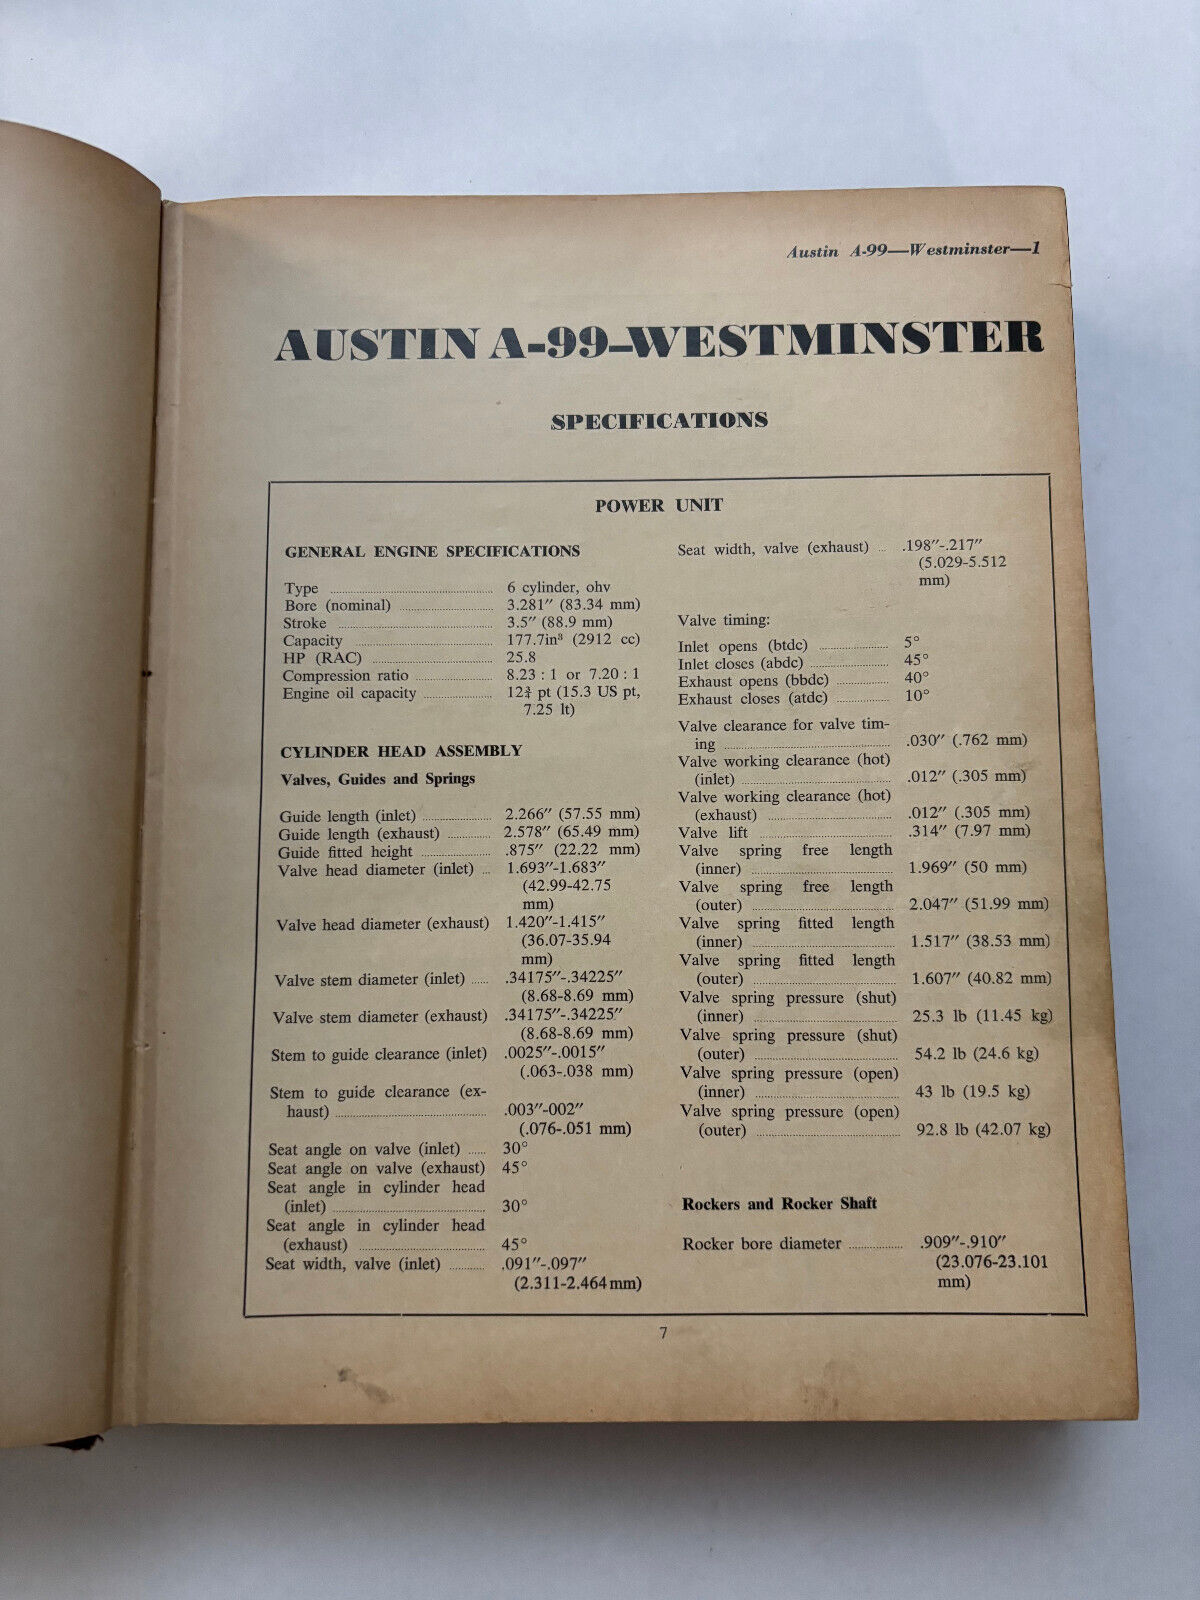 Austin A-99—Westminster—1
AUSTIN A-99—WESTMINSTER
SPECIFICATIONS
POWER UNIT
GENERAL ENGINE SPECIFICATIONS
Type ........ 6 cylinder, ohv
Bore (nominal) ........ 3.281″ (83.34 mm)
Stroke ........ 3.5″ (88.9 mm)
Capacity ........ 177.7in³ (2912 cc)
HP (RAC) ........ 25.8
Compression ratio ........ 8.23 : 1 or 7.20 : 1
Engine oil capacity ........ 12¾ pt (15.3 US pt,
7.25 lt)
CYLINDER HEAD ASSEMBLY
Valves, Guides and Springs
Guide length (inlet) ........ 2.266″ (57.55 mm)
Guide length (exhaust) ........ 2.578″ (65.49 mm)
Guide fitted height ........ .875″ (22.22 mm)
Valve head diameter (inlet) ... 1.693″-1.683″
(42.99-42.75
mm)
Valve head diameter (exhaust) 1.420″-1.415″
(36.07-35.94
mm)
Valve stem diameter (inlet) ..... .34175″-.34225″
(8.68-8.69 mm)
Valve stem diameter (exhaust) .34175″-.34225″
(8.68-8.69 mm)
Stem to guide clearance (inlet) .0025″-.0015″
(.063-.038 mm)
Stem to guide clearance (ex-
haust) ........ .003″-002″
(.076-.051 mm)
Seat angle on valve (inlet) ..... 30°
Seat angle on valve (exhaust) 45°
Seat angle in cylinder head
(inlet) ........ 30°
Seat angle in cylinder head
(exhaust) ........ 45°
Seat width, valve (inlet) ........ .091″-.097″
(2.311-2.464 mm)
Seat width, valve (exhaust) ... .198″-.217″
(5.029-5.512
mm)
Valve timing:
Inlet opens (btdc) ........ 5°
Inlet closes (abdc) ........ 45°
Exhaust opens (bbdc) ........ 40°
Exhaust closes (atdc) ........ 10°
Valve clearance for valve tim-
ing ........ .030″ (.762 mm)
Valve working clearance (hot)
(inlet) ........ .012″ (.305 mm)
Valve working clearance (hot)
(exhaust) ........ .012″ (.305 mm)
Valve lift ........ .314″ (7.97 mm)
Valve spring free length
(inner) ........ 1.969″ (50 mm)
Valve spring free length
(outer) ........ 2.047″ (51.99 mm)
Valve spring fitted length
(inner) ........ 1.517″ (38.53 mm)
Valve spring fitted length
(outer) ........ 1.607″ (40.82 mm)
Valve spring pressure (shut)
(inner) ........ 25.3 lb (11.45 kg)
Valve spring pressure (shut)
(outer) ........ 54.2 lb (24.6 kg)
Valve spring pressure (open)
(inner) ........ 43 lb (19.5 kg)
Valve spring pressure (open)
(outer) ........ 92.8 lb (42.07 kg)
Rockers and Rocker Shaft
Rocker bore diameter ........ .909″-.910″
(23.076-23.101
mm)
7